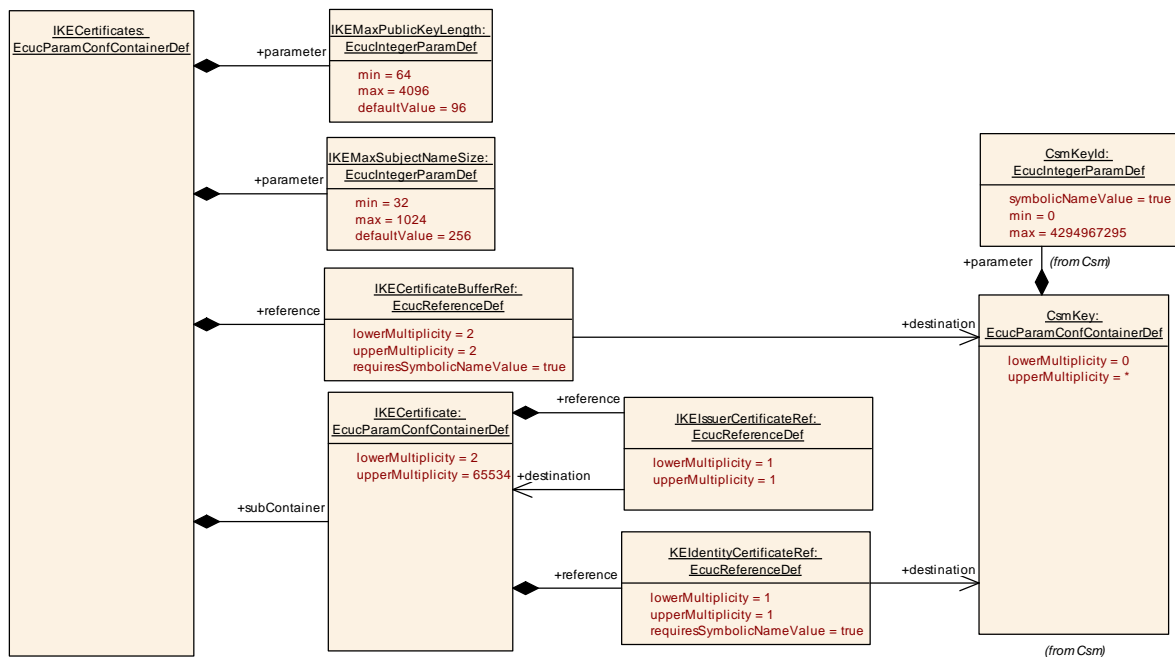 IKECertificates:
EcucParamConfContainerDef
+parameter
IKEMaxPublicKeyLength:
EcucIntegerParamDef
min = 64
max = 4096
defaultValue = 96
+parameter
IKEMaxSubjectNameSize:
EcucIntegerParamDef
min = 32
max = 1024
defaultValue = 256
CsmKeyId:
EcucIntegerParamDef
symbolicNameValue = true
min = 0
max = 4294967295
+parameter
(from Csm)
+reference
IKECertificateBufferRef:
EcucReferenceDef
lowerMultiplicity = 2
upperMultiplicity = 2
requiresSymbolicNameValue = true
+destination
CsmKey:
EcucParamConfContainerDef
lowerMultiplicity = 0
upperMultiplicity = *
+subContainer
IKECertificate:
EcucParamConfContainerDef
lowerMultiplicity = 2
upperMultiplicity = 65534
+reference
IKEIssuerCertificateRef:
EcucReferenceDef
lowerMultiplicity = 1
upperMultiplicity = 1
+destination
+reference
KEIdentityCertificateRef:
EcucReferenceDef
lowerMultiplicity = 1
upperMultiplicity = 1
requiresSymbolicNameValue = true
+destination
(from Csm)